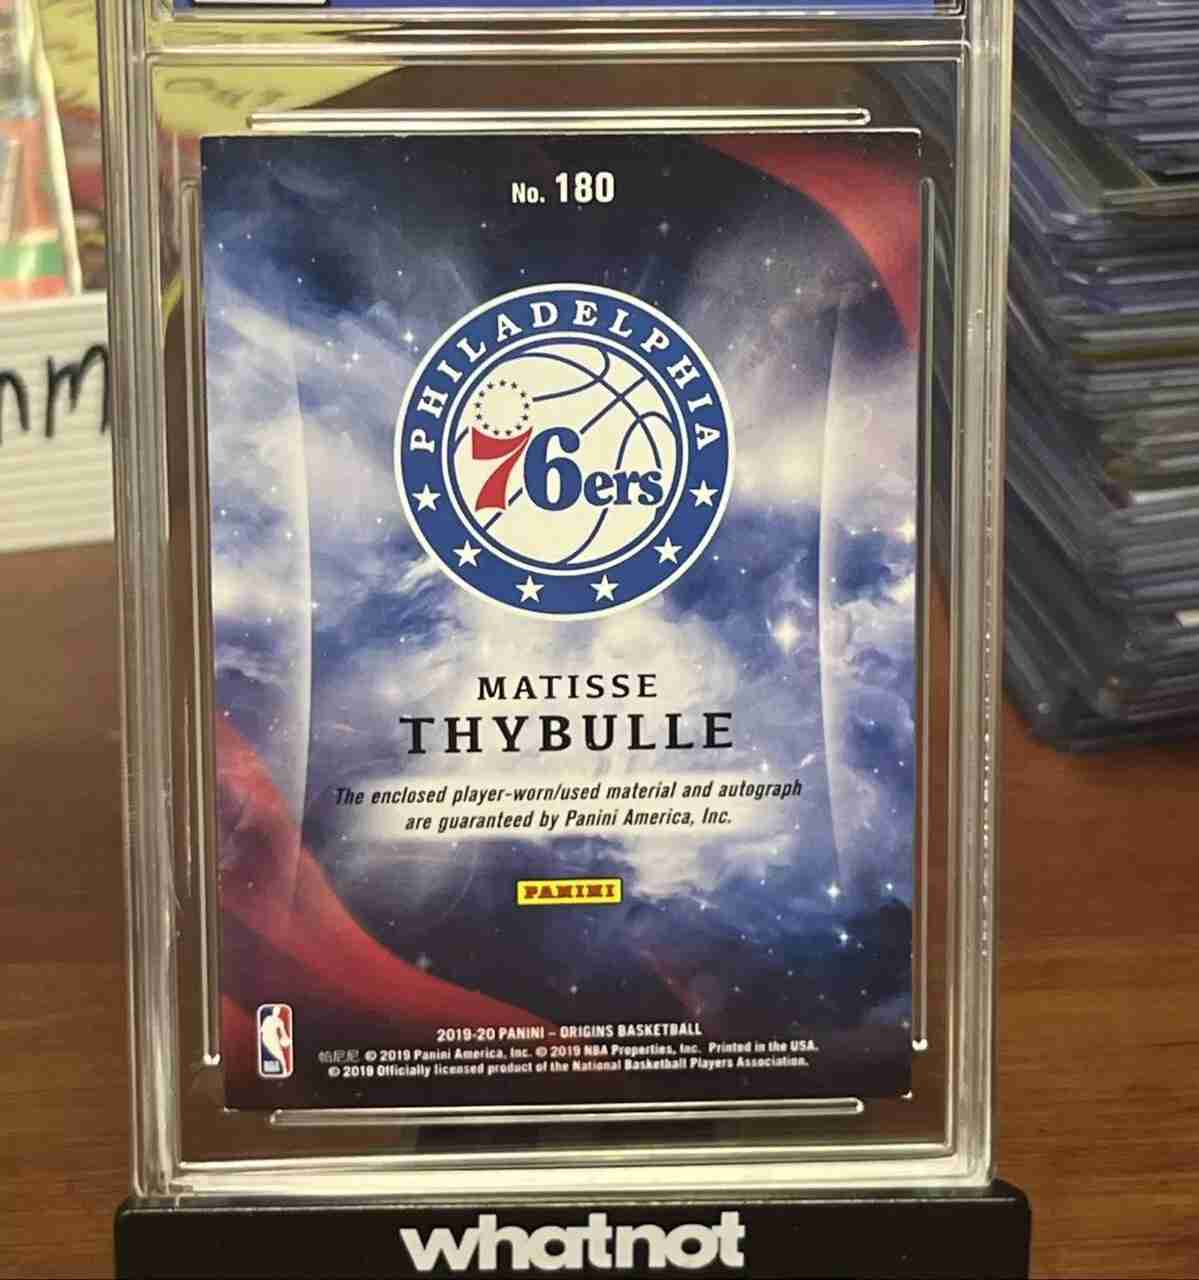 No. 180
PHILADELPHIA
76ers
MATISSE
THYBULLE
The enclosed player-worn/used material and autograph
are guaranteed by Panini America, Inc.
PANINI
2019-20 PANINI – ORIGINS BASKETBALL
帕尼尼 © 2019 Panini America, Inc. © 2019 NBA Properties, Inc. Printed in the USA.
© 2019 Officially licensed product of the National Basketball Players Association.
NBA
whatnot